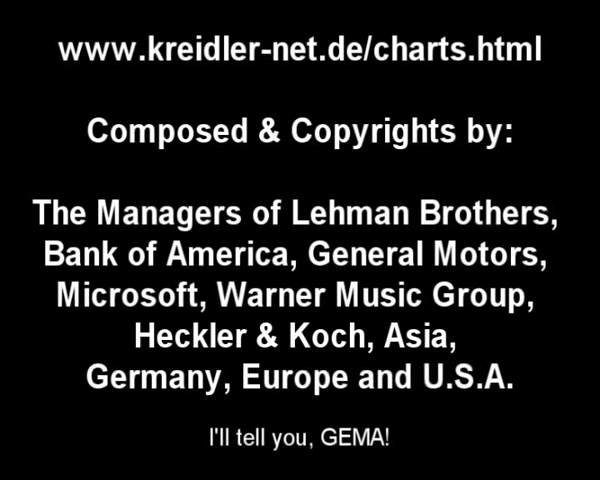 www.kreidler-net.de/charts.html
Composed & Copyrights by:
The Managers of Lehman Brothers,
Bank of America, General Motors,
Microsoft, Warner Music Group,
Heckler & Koch, Asia,
Germany, Europe and U.S.A.
I'll tell you, GEMA!